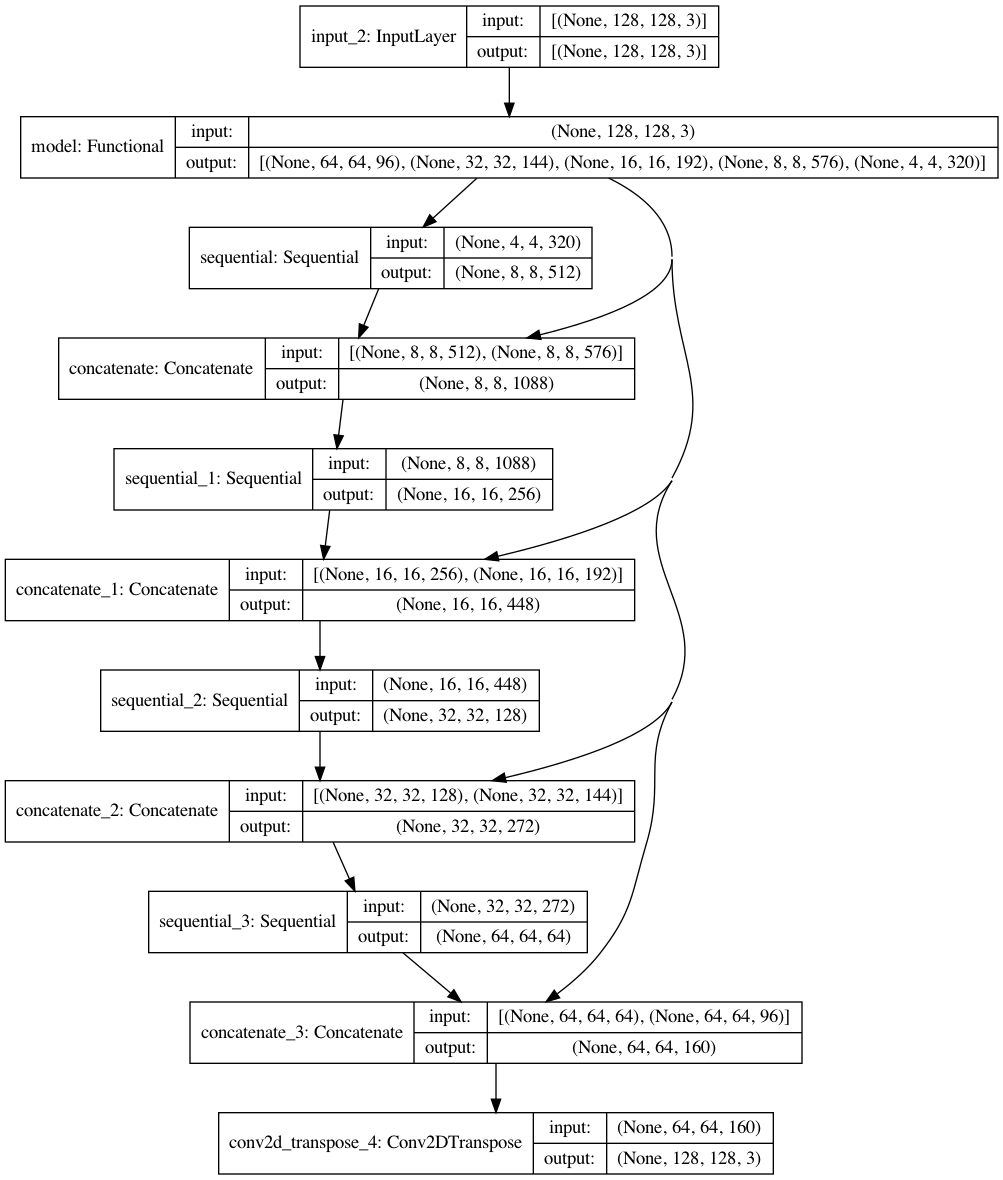 input_2: InputLayer
input: [(None, 128, 128, 3)]
output: [(None, 128, 128, 3)]
model: Functional
input: (None, 128, 128, 3)
output: [(None, 64, 64, 96), (None, 32, 32, 144), (None, 16, 16, 192), (None, 8, 8, 576), (None, 4, 4, 320)]
sequential: Sequential
input: (None, 4, 4, 320)
output: (None, 8, 8, 512)
concatenate: Concatenate
input: [(None, 8, 8, 512), (None, 8, 8, 576)]
output: (None, 8, 8, 1088)
sequential_1: Sequential
input: (None, 8, 8, 1088)
output: (None, 16, 16, 256)
concatenate_1: Concatenate
input: [(None, 16, 16, 256), (None, 16, 16, 192)]
output: (None, 16, 16, 448)
sequential_2: Sequential
input: (None, 16, 16, 448)
output: (None, 32, 32, 128)
concatenate_2: Concatenate
input: [(None, 32, 32, 128), (None, 32, 32, 144)]
output: (None, 32, 32, 272)
sequential_3: Sequential
input: (None, 32, 32, 272)
output: (None, 64, 64, 64)
concatenate_3: Concatenate
input: [(None, 64, 64, 64), (None, 64, 64, 96)]
output: (None, 64, 64, 160)
conv2d_transpose_4: Conv2DTranspose
input: (None, 64, 64, 160)
output: (None, 128, 128, 3)